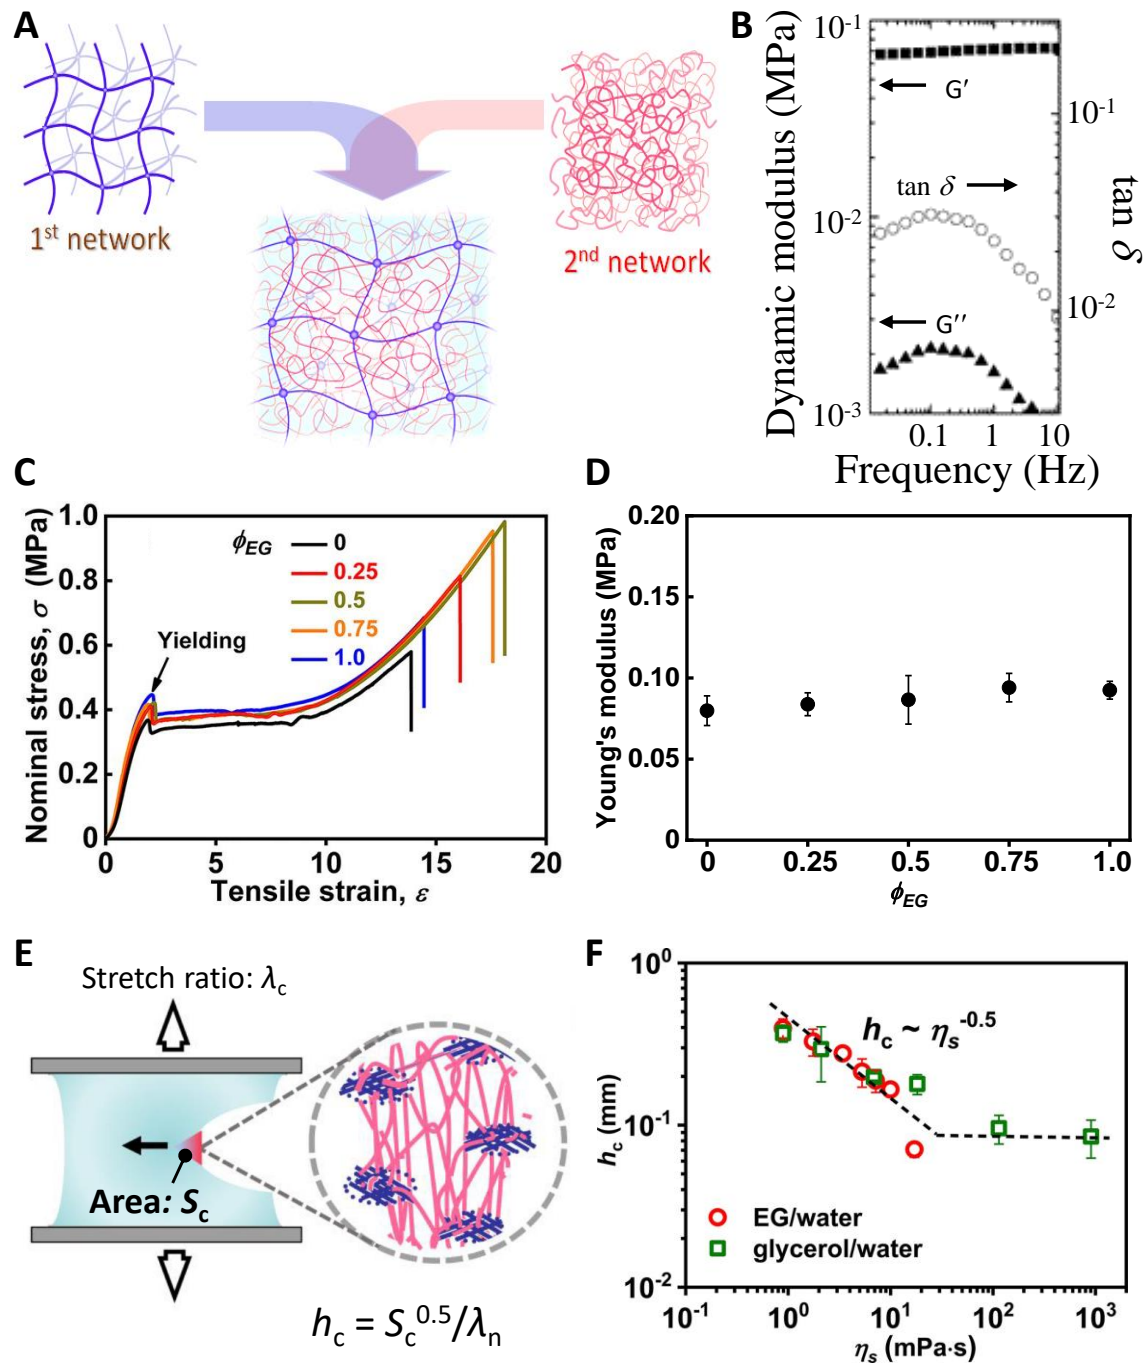 A
1st network
2nd network
B
Dynamic modulus (MPa)
10-1
10-2
10-3
G′
tan δ
G′′
10-1
10-2
tan δ
0.1
1
10
Frequency (Hz)
C
Nominal stress, σ (MPa)
1.0
0.8
0.6
0.4
0.2
0
ϕEG
0
0.25
0.5
0.75
1.0
Yielding
0
5
10
15
20
Tensile strain, ε
D
Young's modulus (MPa)
0.20
0.15
0.10
0.05
0.00
0
0.25
0.5
0.75
1.0
ϕEG
E
Stretch ratio: λc
Area: Sc
hc = Sc0.5/λn
F
hc (mm)
100
10-1
10-2
hc ~ ηs-0.5
EG/water
glycerol/water
10-1
100
101
102
103
ηs (mPa·s)